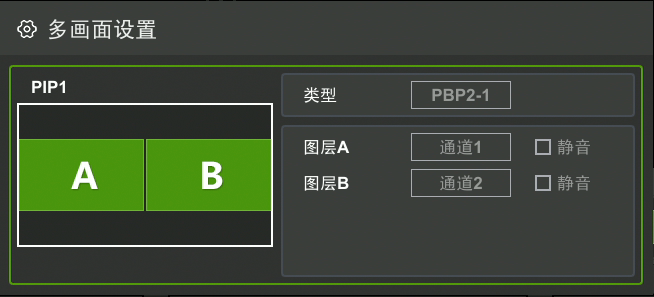 多画面设置
PIP1
A B
类型 PBP2-1
图层A 通道1 静音
图层B 通道2 静音